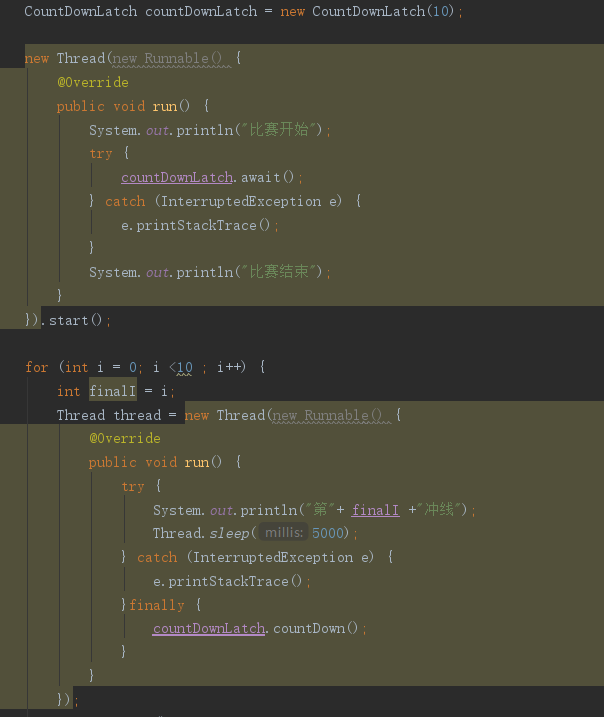 CountDownLatch countDownLatch = new CountDownLatch(10);
new Thread(new Runnable() {
@Override
public void run() {
System.out.println("比赛开始");
try {
countDownLatch.await();
} catch (InterruptedException e) {
e.printStackTrace();
}
System.out.println("比赛结束");
}
}).start();
for (int i = 0; i <10 ; i++) {
int finalI = i;
Thread thread = new Thread(new Runnable() {
@Override
public void run() {
try {
System.out.println("第"+ finalI +"冲线");
Thread.sleep( millis: 5000);
} catch (InterruptedException e) {
e.printStackTrace();
}finally {
countDownLatch.countDown();
}
}
});